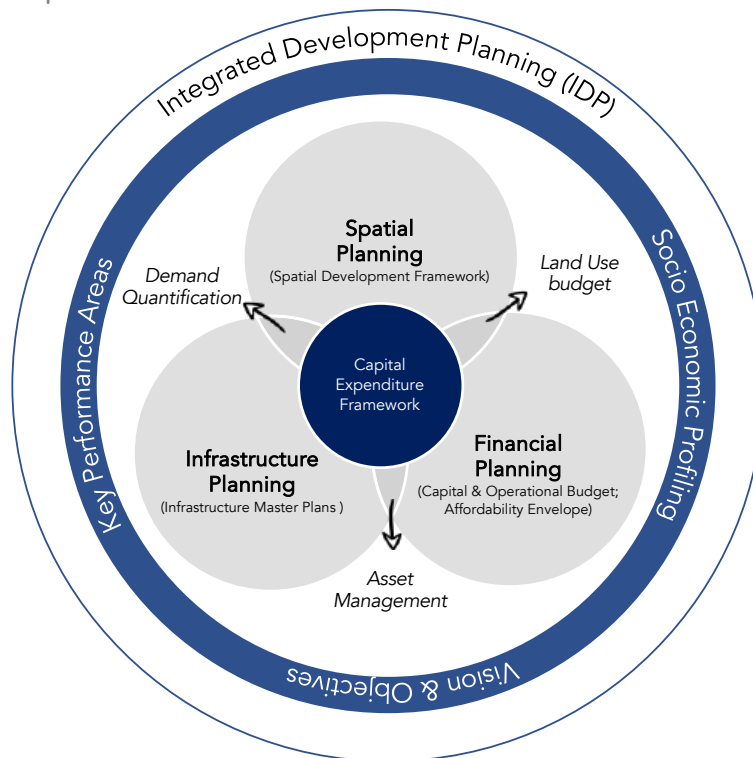 Integrated Development Planning (IDP)
Key Performance Areas
Socio Economic Profiling
Vision & Objectives
Spatial
Planning
(Spatial Development Framework)
Demand
Quantification
Land Use
budget
Capital
Expenditure
Framework
Infrastructure
Planning
(Infrastructure Master Plans )
Financial
Planning
(Capital & Operational Budget;
Affordability Envelope)
Asset
Management